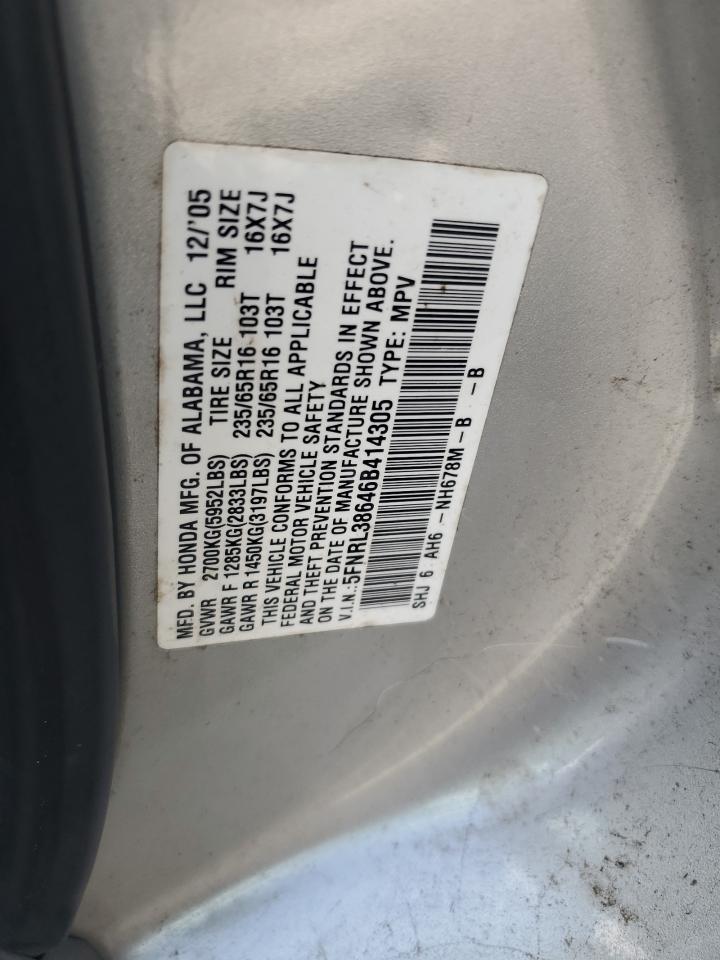 MFD. BY HONDA MFG. OF ALABAMA, LLC 12/'05
GVWR 2700KG(5952LBS) TIRE SIZE RIM SIZE
GAWR F 1285KG(2833LBS) 235/65R16 103T 16X7J
GAWR R 1450KG(3197LBS) 235/65R16 103T 16X7J
THIS VEHICLE CONFORMS TO ALL APPLICABLE
FEDERAL MOTOR VEHICLE SAFETY
AND THEFT PREVENTION STANDARDS IN EFFECT
ON THE DATE OF MANUFACTURE SHOWN ABOVE.
V.I.N.:5FNRL38646B414305 TYPE: MPV
SHJ 6 AH6 -NH678M-B -B